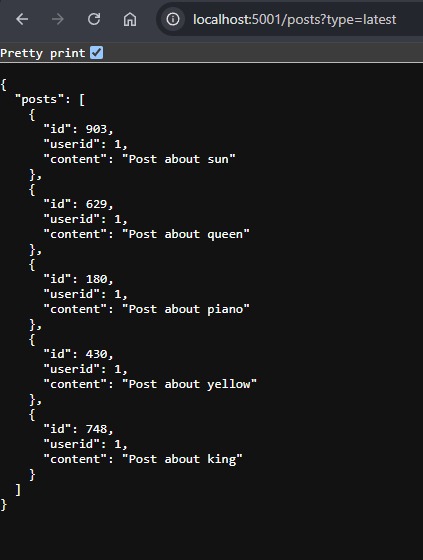 localhost:5001/posts?type=latest
Pretty print
{
  "posts": [
    {
      "id": 903,
      "userid": 1,
      "content": "Post about sun"
    },
    {
      "id": 629,
      "userid": 1,
      "content": "Post about queen"
    },
    {
      "id": 180,
      "userid": 1,
      "content": "Post about piano"
    },
    {
      "id": 430,
      "userid": 1,
      "content": "Post about yellow"
    },
    {
      "id": 748,
      "userid": 1,
      "content": "Post about king"
    }
  ]
}